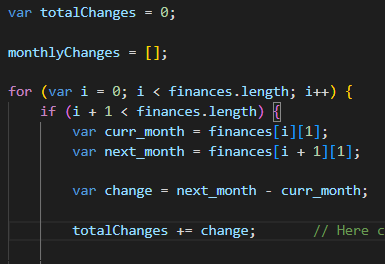 var totalChanges = 0;
monthlyChanges = [];
for (var i = 0; i < finances.length; i++) {
if (i + 1 < finances.length) {
var curr_month = finances[i][1];
var next_month = finances[i + 1][1];
var change = next_month - curr_month;
totalChanges += change; // Here c